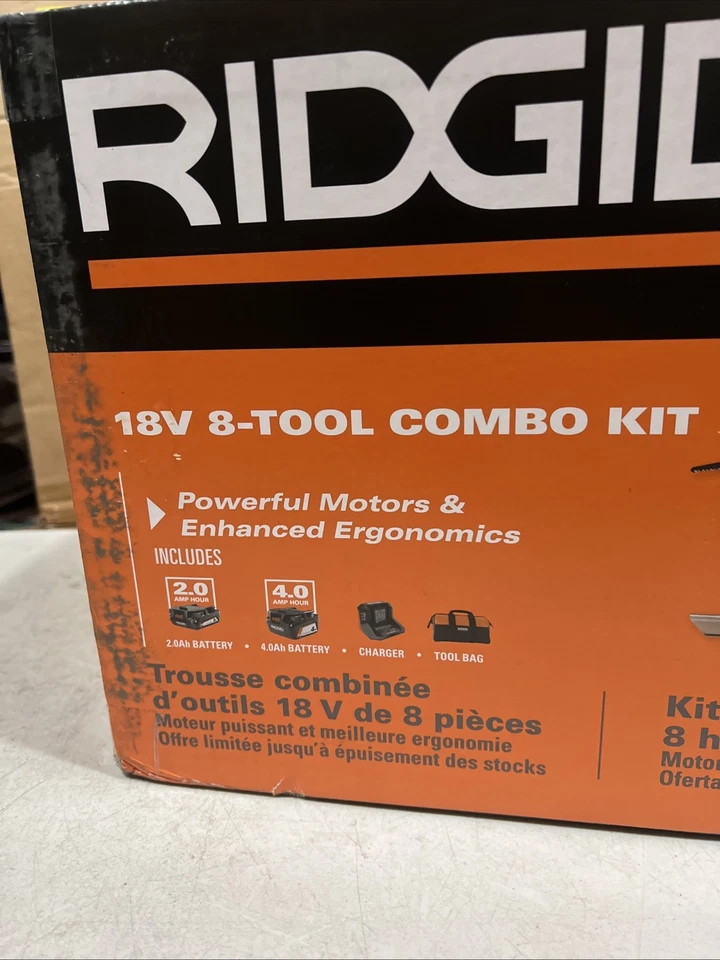 RIDGID
18V 8-TOOL COMBO KIT
Powerful Motors &
Enhanced Ergonomics
INCLUDES
2.0
AMP HOUR
4.0
AMP HOUR
2.0Ah BATTERY • 4.0Ah BATTERY • CHARGER • TOOL BAG
Trousse combinée
d'outils 18 V de 8 pièces
Moteur puissant et meilleure ergonomie
Offre limitée jusqu'à épuisement des stocks
Kit
8 h
Motor
Oferta